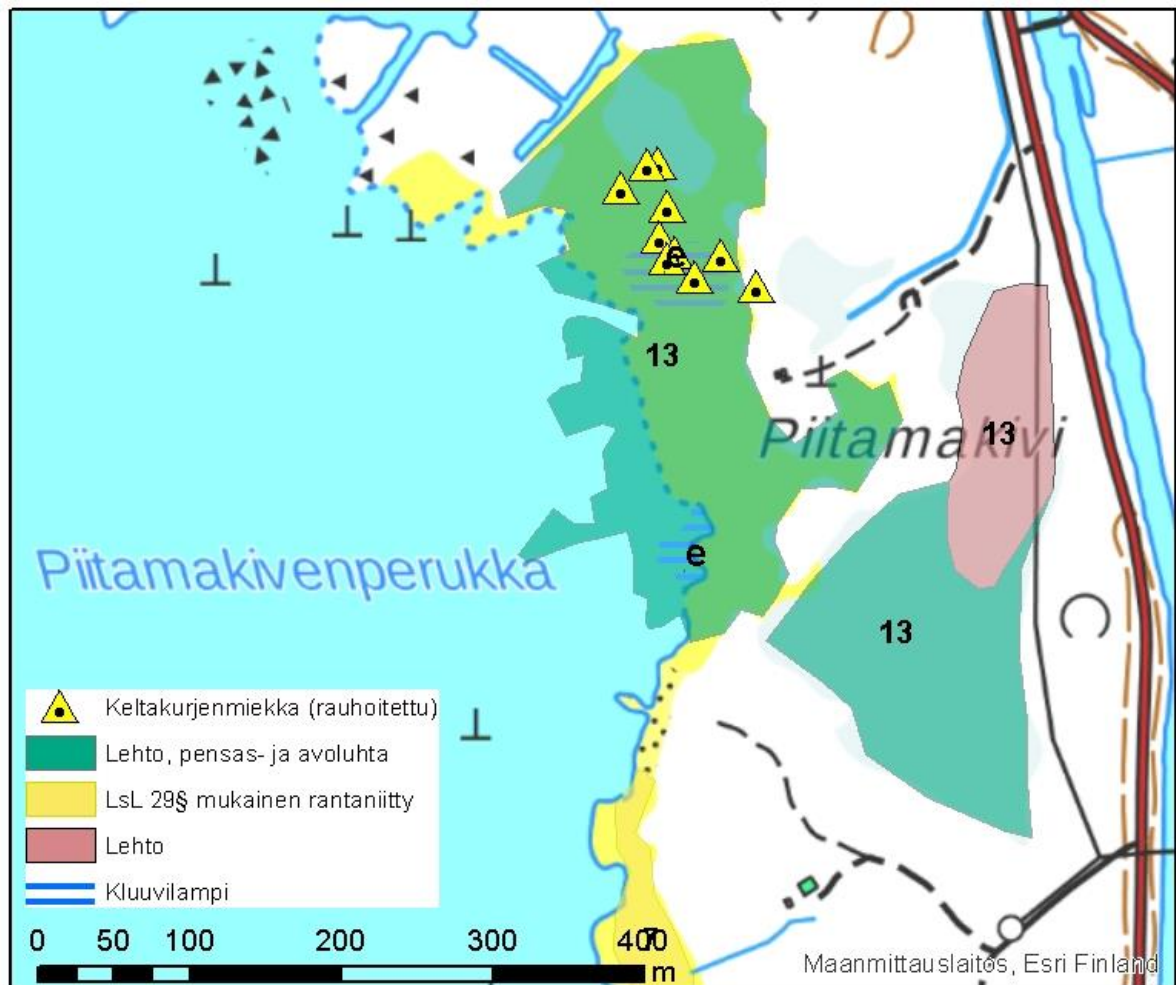 e
13
Piitamakivi
13
e
Piitamakivenperukka
13
Keltakurjenmiekka (rauhoitettu)
Lehto, pensas- ja avoluhta
LsL 29§ mukainen rantaniitty
Lehto
Kluuvilampi
0 50 100 200 300 400
7
m
Maanmittauslaitos, Esri Finland